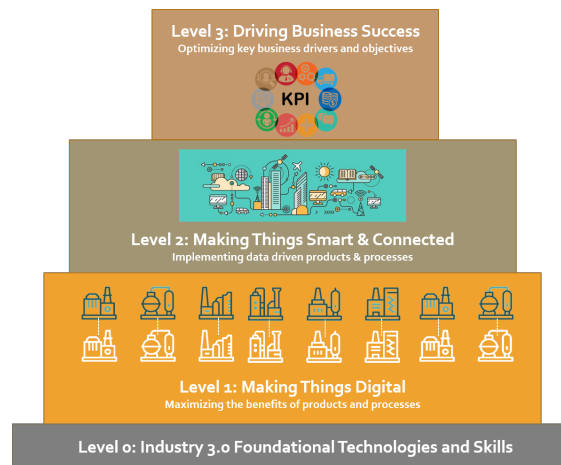 Level 3: Driving Business Success
Optimizing key business drivers and objectives
KPI
Level 2: Making Things Smart & Connected
Implementing data driven products & processes
Level 1: Making Things Digital
Maximizing the benefits of products and processes
Level 0: Industry 3.0 Foundational Technologies and Skills